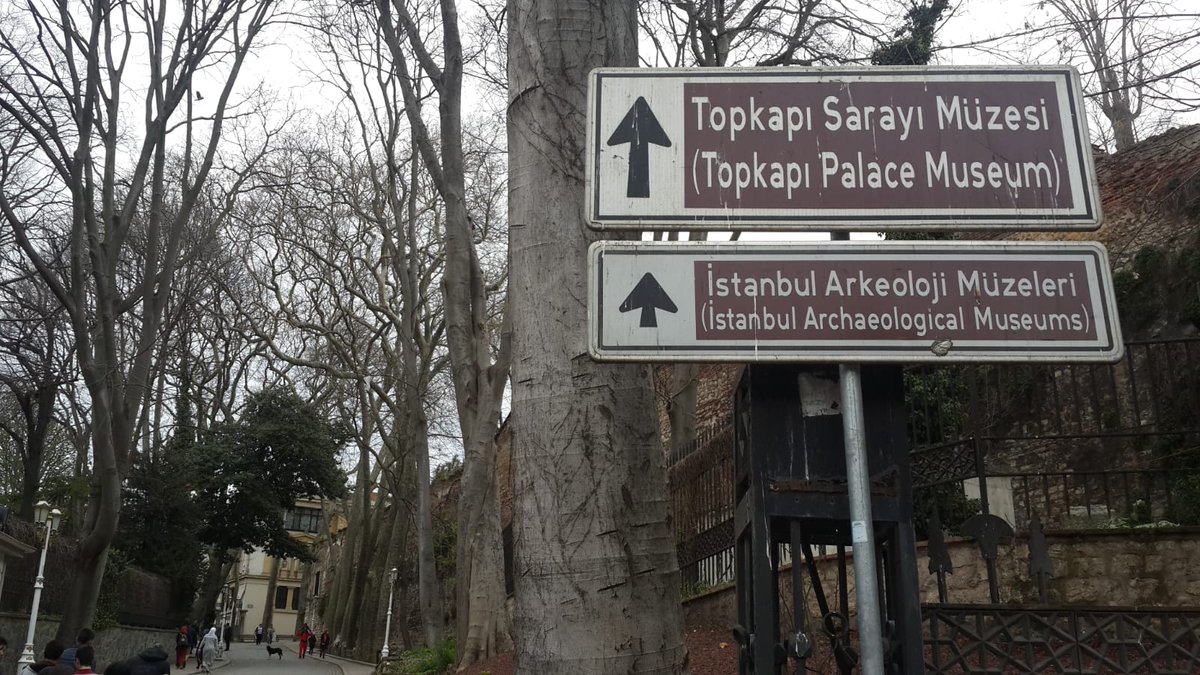 Topkapı Sarayı Müzesi
(Topkapı Palace Museum)
İstanbul Arkeoloji Müzeleri
(İstanbul Archaeological Museums)